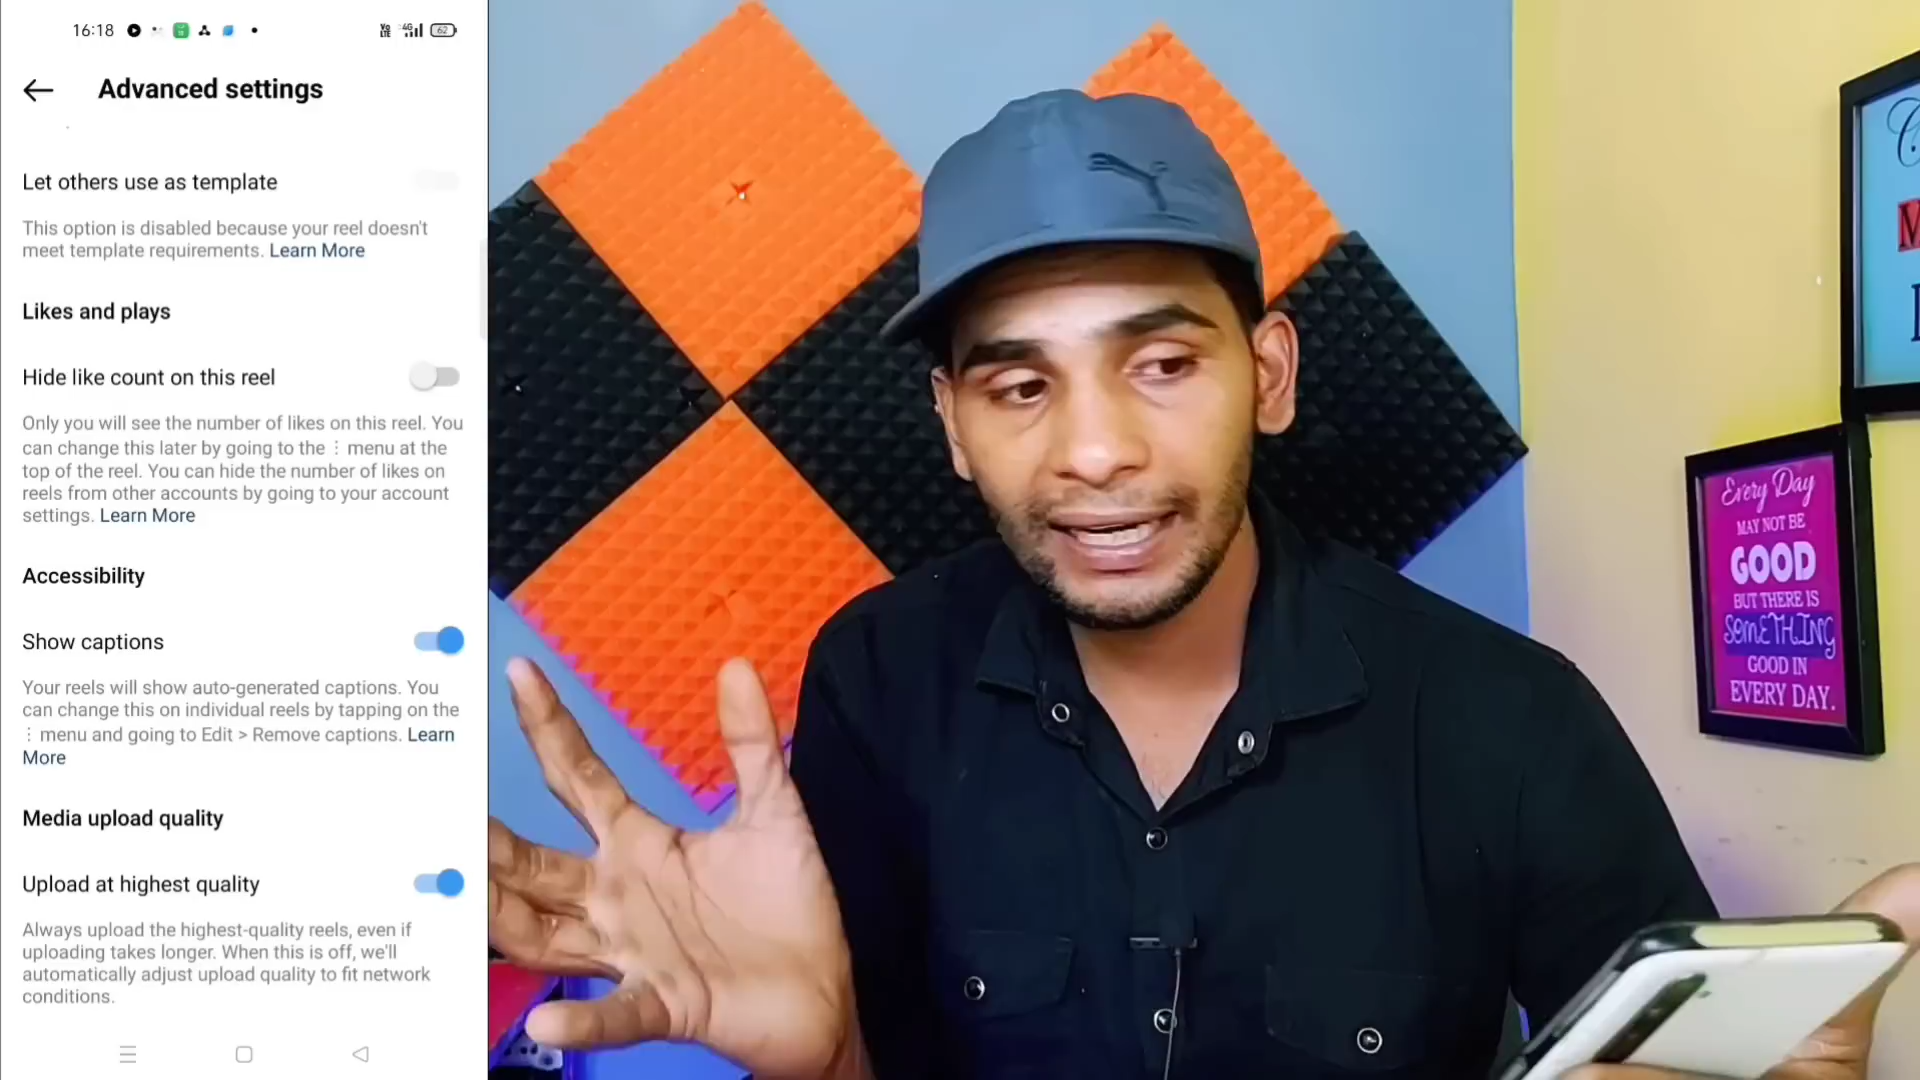 16:18
Vo LTE 4G 62
Advanced settings
Let others use as template
This option is disabled because your reel doesn't
meet template requirements. Learn More
Likes and plays
Hide like count on this reel
Only you will see the number of likes on this reel. You
can change this later by going to the ⋮ menu at the
top of the reel. You can hide the number of likes on
reels from other accounts by going to your account
settings. Learn More
Accessibility
Show captions
Your reels will show auto-generated captions. You
can change this on individual reels by tapping on the
⋮ menu and going to Edit > Remove captions. Learn
More
Media upload quality
Upload at highest quality
Always upload the highest-quality reels, even if
uploading takes longer. When this is off, we'll
automatically adjust upload quality to fit network
conditions.
Every Day
MAY NOT BE
GOOD
BUT THERE IS
SOMETHING
GOOD IN
EVERY DAY.